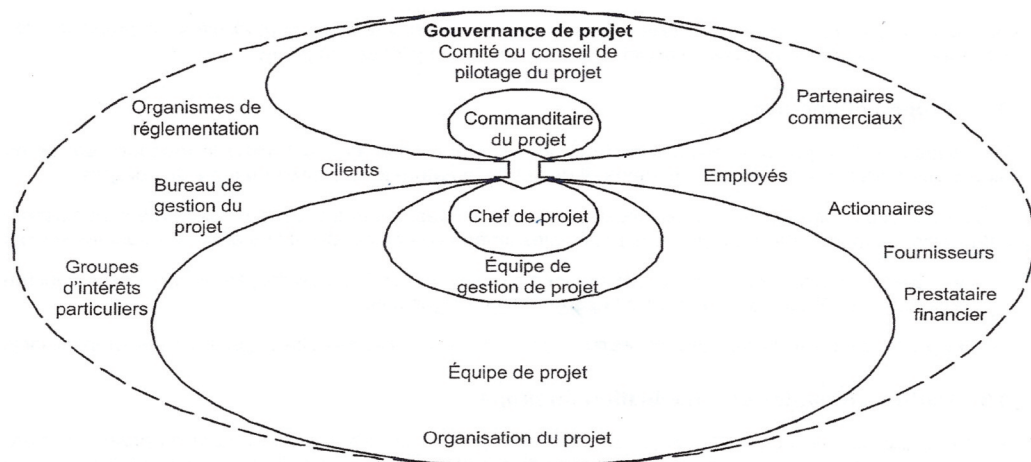 Gouvernance de projet
Comité ou conseil de
pilotage du projet
Organismes de
réglementation
Partenaires
commerciaux
Commanditaire
du projet
Clients
Employés
Bureau de
gestion du
projet
Chef de projet
Actionnaires
Fournisseurs
Groupes
d'intérêts
particuliers
Équipe de
gestion de projet
Prestataire
financier
Équipe de projet
Organisation du projet